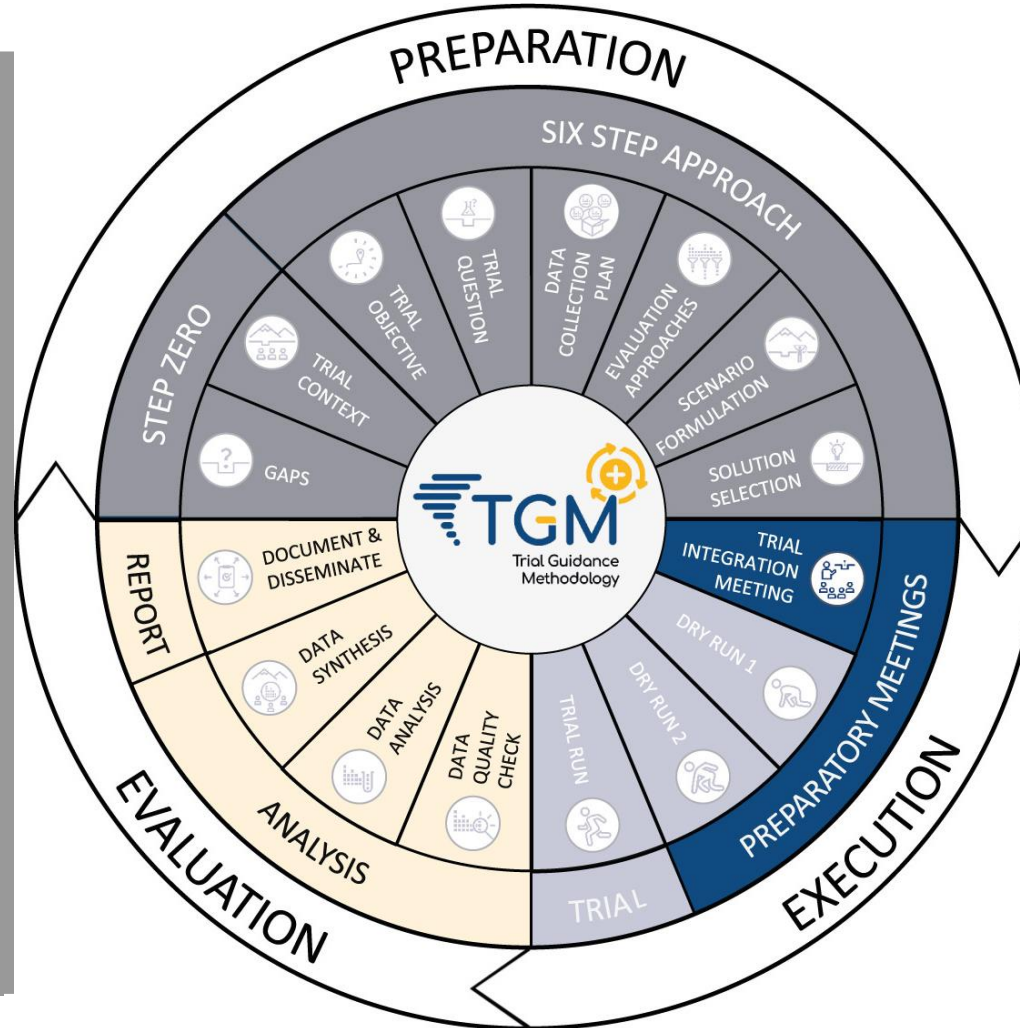 PREPARATION
SIX STEP APPROACH
STEP ZERO
GAPS
TRIAL
CONTEXT
TRIAL
OBJECTIVE
TRIAL
QUESTION
DATA
COLLECTION
PLAN
EVALUATION
APPROACHES
SCENARIO
FORMULATION
SOLUTION
SELECTION
TGM
Trial Guidance
Methodology
EXECUTION
PREPARATORY MEETINGS
TRIAL
INTEGRATION
MEETING
DRY RUN 1
DRY RUN 2
TRIAL
TRIAL RUN
EVALUATION
ANALYSIS
DATA
QUALITY
CHECK
DATA
ANALYSIS
DATA
SYNTHESIS
REPORT
DOCUMENT &
DISSEMINATE